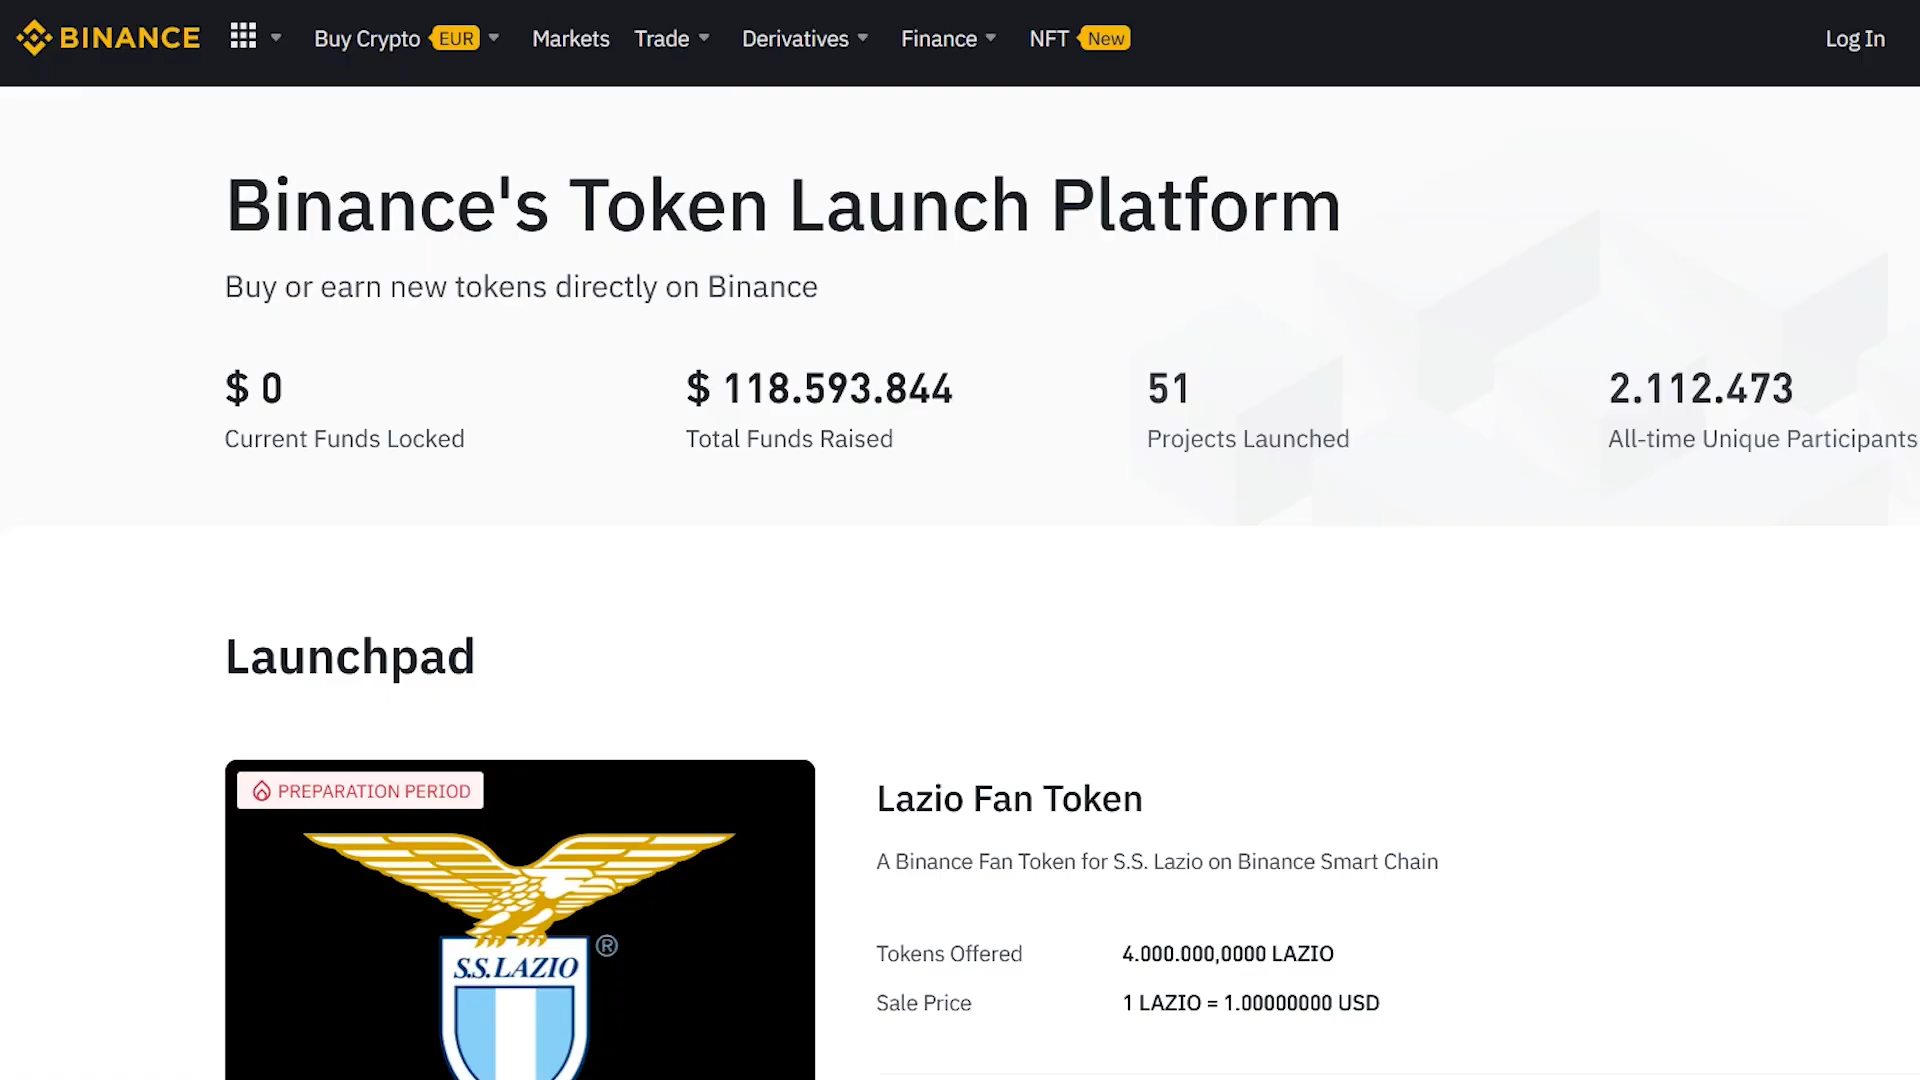 BINANCE
Buy Crypto EUR
Markets
Trade
Derivatives
Finance
NFT New
Log In
Binance's Token Launch Platform
Buy or earn new tokens directly on Binance
$ 0
Current Funds Locked
$ 118.593.844
Total Funds Raised
51
Projects Launched
2.112.473
All-time Unique Participants
Launchpad
PREPARATION PERIOD
S.S.LAZIO
®
Lazio Fan Token
A Binance Fan Token for S.S. Lazio on Binance Smart Chain
Tokens Offered 4.000.000,0000 LAZIO
Sale Price 1 LAZIO = 1.00000000 USD